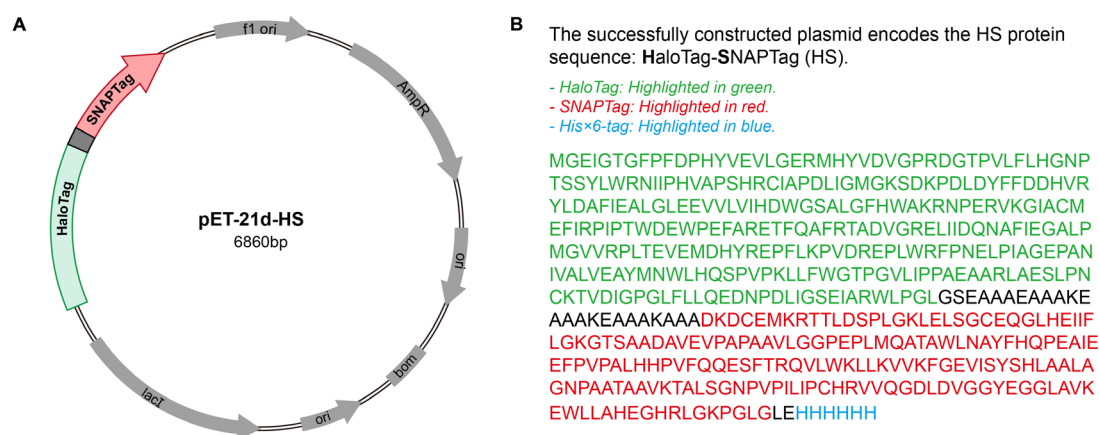 A
f1 ori
AmpR
ori
bom
ori
lacI
HaloTag
SNAPTag
pET-21d-HS
6860bp
B
The successfully constructed plasmid encodes the HS protein
sequence: HaloTag-SNAPTag (HS).
- HaloTag: Highlighted in green.
- SNAPTag: Highlighted in red.
- His×6-tag: Highlighted in blue.
MGEIGTGFPFDPHYVEVLGERMHYVDVGPRDGTPVLFLHGNP
TSSYLWRNIIPHVAPSHRCIAPDLIGMGKSDKPDLDYFFDDHVR
YLDAFIEALGLEEVVLVIHDWGSALGFHWAKRNPERVKGIACM
EFIRPIPTWDEWPEFARETFQAFRTADVGRELIIDQNAFIEGALP
MGVVRPLTEVEMDHYREPFLKPVDREPLWRFPNELPIAGEPAN
IVALVEAYMNWLHQSPVPKLLFWGTPGVLIPPAEAARLAESLPN
CKTVDIGPGLFLLQEDNPDLIGSEIARWLPGLGSEAAAEAAAKE
AAAKEAAAKAAADKDCEMKRTTLDSPLGKLELSGCEQGLHEIIF
LGKGTSAADAVEVPAPAAVLGGPEPLMQATAWLNAYFHQPEAIE
EFPVPALHHPVFQQESFTRQVLWKLLKVVKFGEVISYSHLAALA
GNPAATAAVKTALSGNPVPILIPCHRVVQGDLDVGGYEGGLAVK
EWLLAHEGHRLGKPGLGLEHHHHHH